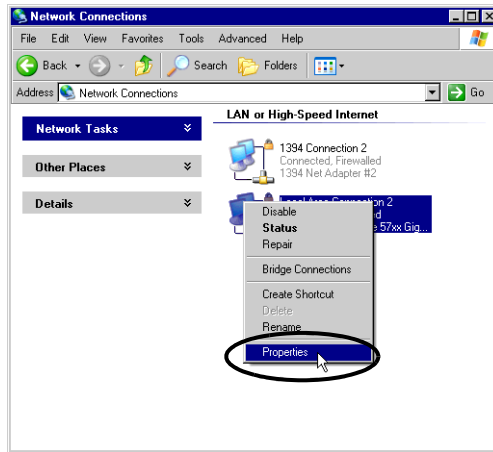 Network Connections
File Edit View Favorites Tools Advanced Help
Back Search Folders
Address Network Connections Go
Network Tasks
Other Places
Details
LAN or High-Speed Internet
1394 Connection 2
Connected, Firewalled
1394 Net Adapter #2
Local Area Connection 2
ed
e 57xx Gig...
Disable
Status
Repair
Bridge Connections
Create Shortcut
Delete
Rename
Properties